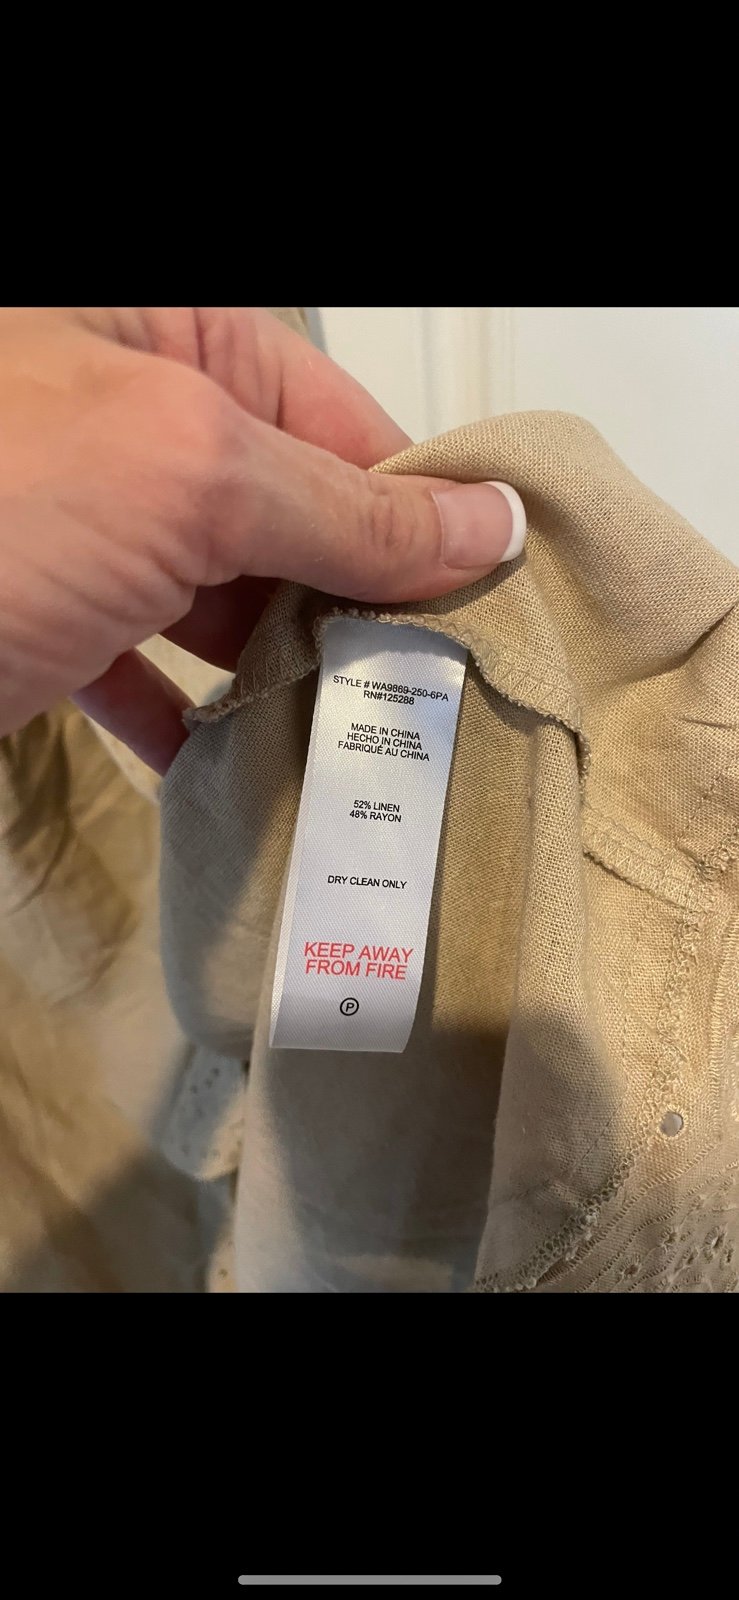 STYLE # WA9869-250-6PA
RN#125288
MADE IN CHINA
HECHO IN CHINA
FABRIQUÉ AU CHINA
52% LINEN
48% RAYON
DRY CLEAN ONLY
KEEP AWAY
FROM FIRE
P